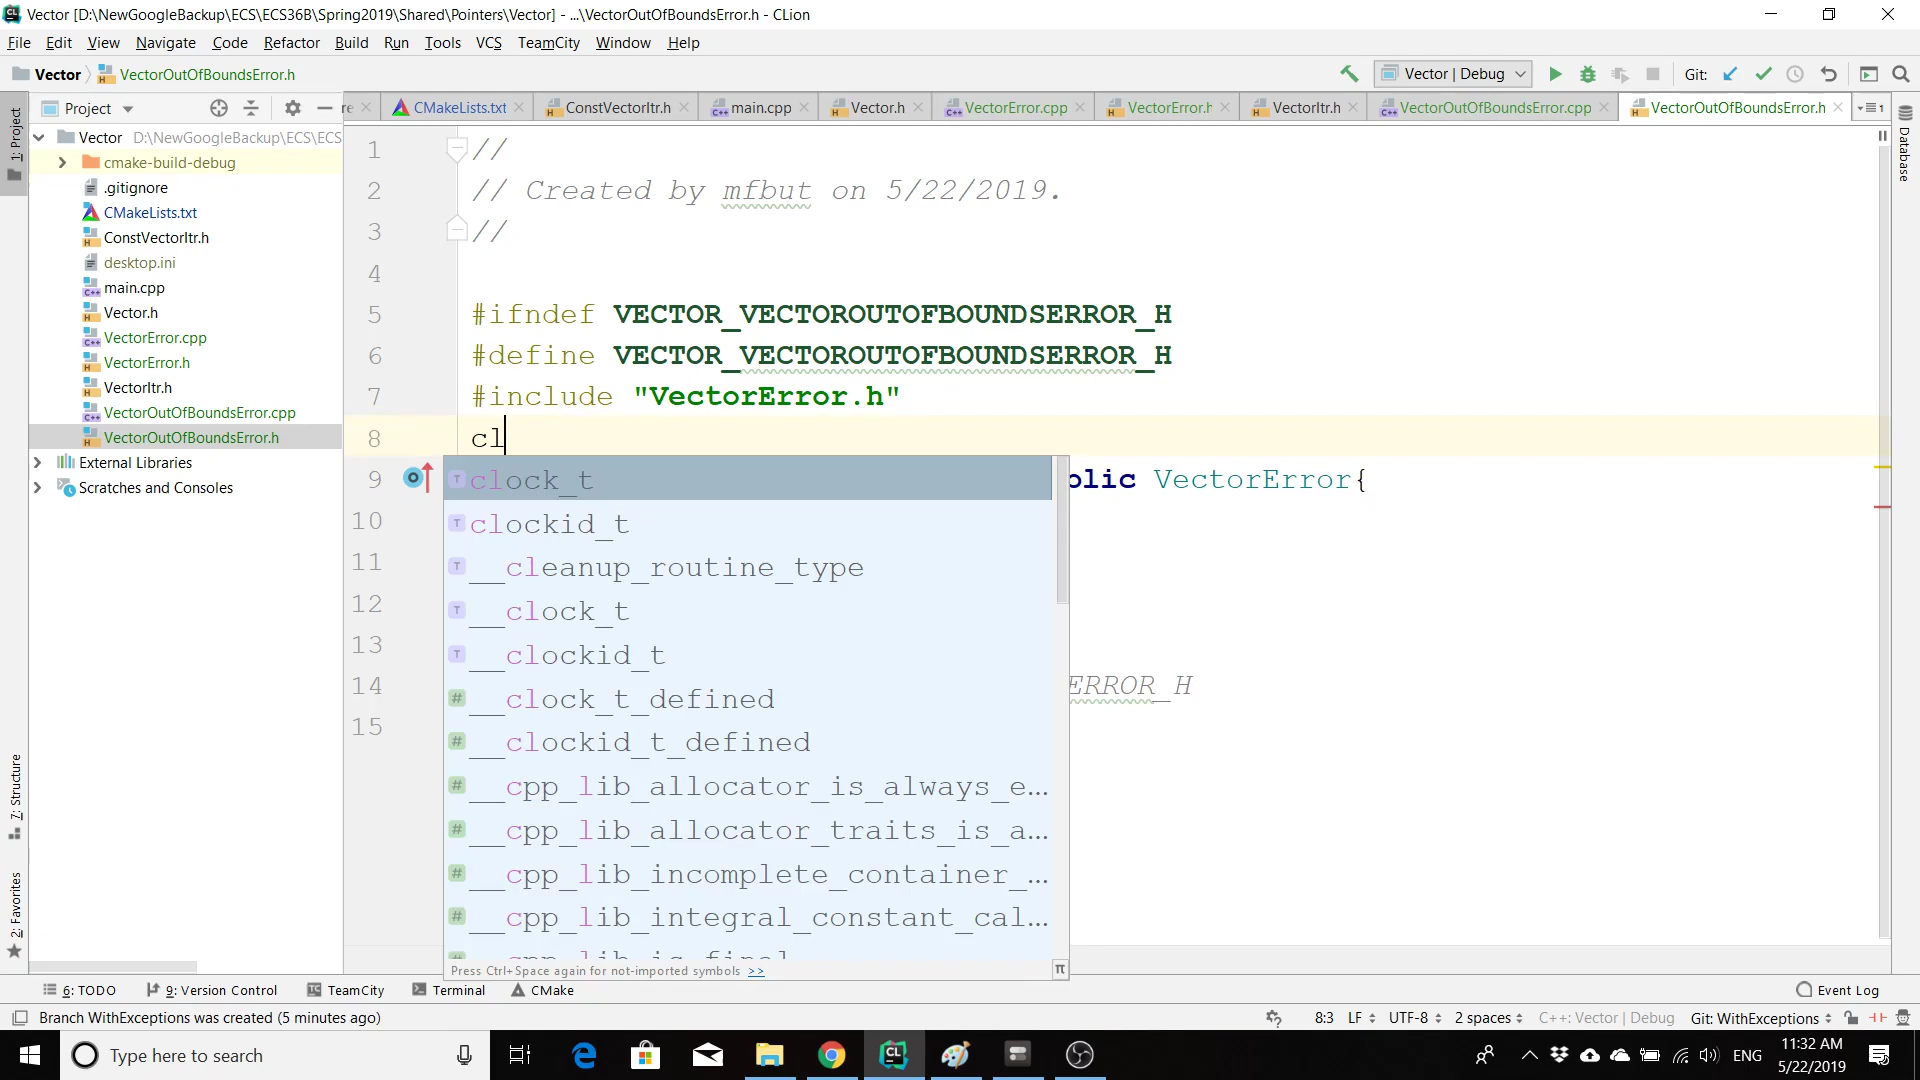 Vector [D:\NewGoogleBackup\ECS\ECS36B\Spring2019\Shared\Pointers\Vector] - ...\VectorOutOfBoundsError.h - CLion
File Edit View Navigate Code Refactor Build Run Tools VCS TeamCity Window Help
Vector VectorOutOfBoundsError.h Vector | Debug Git:
Project CMakeLists.txt ConstVectorItr.h main.cpp Vector.h VectorError.cpp VectorError.h VectorItr.h VectorOutOfBoundsError.cpp VectorOutOfBoundsError.h
1: Project
7: Structure
2: Favorites
Database
Vector D:\NewGoogleBackup\ECS\ECS
cmake-build-debug
.gitignore
CMakeLists.txt
ConstVectorItr.h
desktop.ini
main.cpp
Vector.h
VectorError.cpp
VectorError.h
VectorItr.h
VectorOutOfBoundsError.cpp
VectorOutOfBoundsError.h
External Libraries
Scratches and Consoles
1 //
2 // Created by mfbut on 5/22/2019.
3 //
4
5 #ifndef VECTOR_VECTOROUTOFBOUNDSERROR_H
6 #define VECTOR_VECTOROUTOFBOUNDSERROR_H
7 #include "VectorError.h"
8 cl
9 blic VectorError{
10
11
12
13
14 ERROR_H
15
clock_t
clockid_t
__cleanup_routine_type
__clock_t
__clockid_t
__clock_t_defined
__clockid_t_defined
__cpp_lib_allocator_is_always_e...
__cpp_lib_allocator_traits_is_a...
__cpp_lib_incomplete_container_...
__cpp_lib_integral_constant_cal...
__cpp_lib_is_final
Press Ctrl+Space again for not-imported symbols >>
6: TODO 9: Version Control TeamCity Terminal CMake Event Log
Branch WithExceptions was created (5 minutes ago) 8:3 LF UTF-8 2 spaces C++: Vector | Debug Git: WithExceptions
Type here to search ENG 11:32 AM
5/22/2019